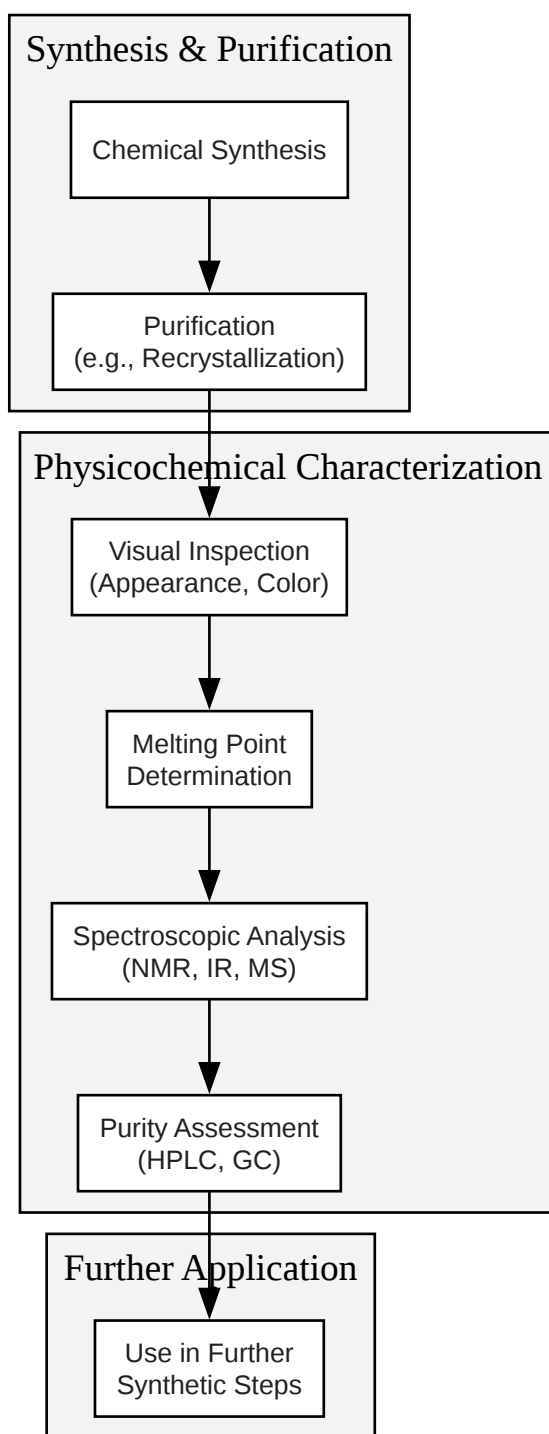 Synthesis & Purification
Chemical Synthesis
Purification
(e.g., Recrystallization)
Physicochemical Characterization
Visual Inspection
(Appearance, Color)
Melting Point
Determination
Spectroscopic Analysis
(NMR, IR, MS)
Purity Assessment
(HPLC, GC)
Further Application
Use in Further
Synthetic Steps